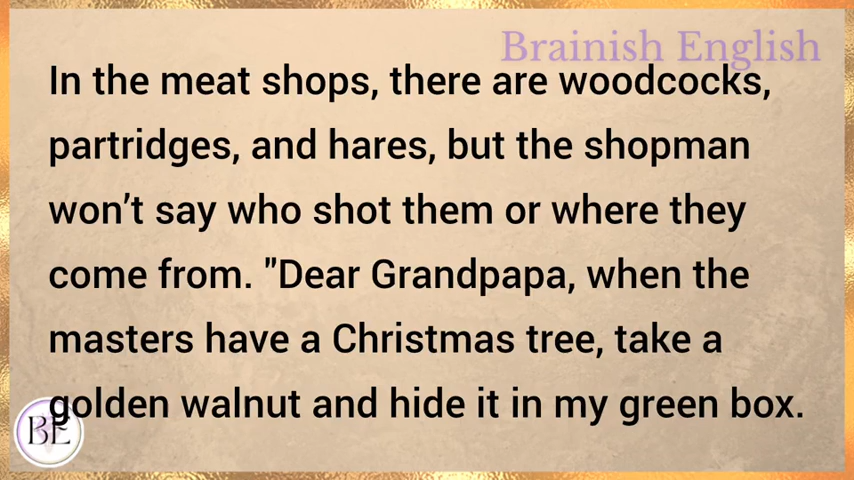 Brainish English
In the meat shops, there are woodcocks,
partridges, and hares, but the shopman
won't say who shot them or where they
come from. "Dear Grandpapa, when the
masters have a Christmas tree, take a
golden walnut and hide it in my green box.
BE